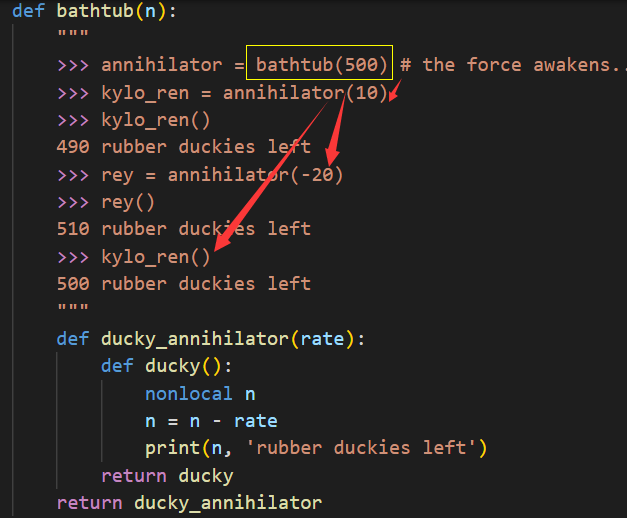 def bathtub(n):
    """
    >>> annihilator = bathtub(500) # the force awakens..
    >>> kylo_ren = annihilator(10)
    >>> kylo_ren()
    490 rubber duckies left
    >>> rey = annihilator(-20)
    >>> rey()
    510 rubber duckies left
    >>> kylo_ren()
    500 rubber duckies left
    """
    def ducky_annihilator(rate):
        def ducky():
            nonlocal n
            n = n - rate
            print(n, 'rubber duckies left')
        return ducky
    return ducky_annihilator